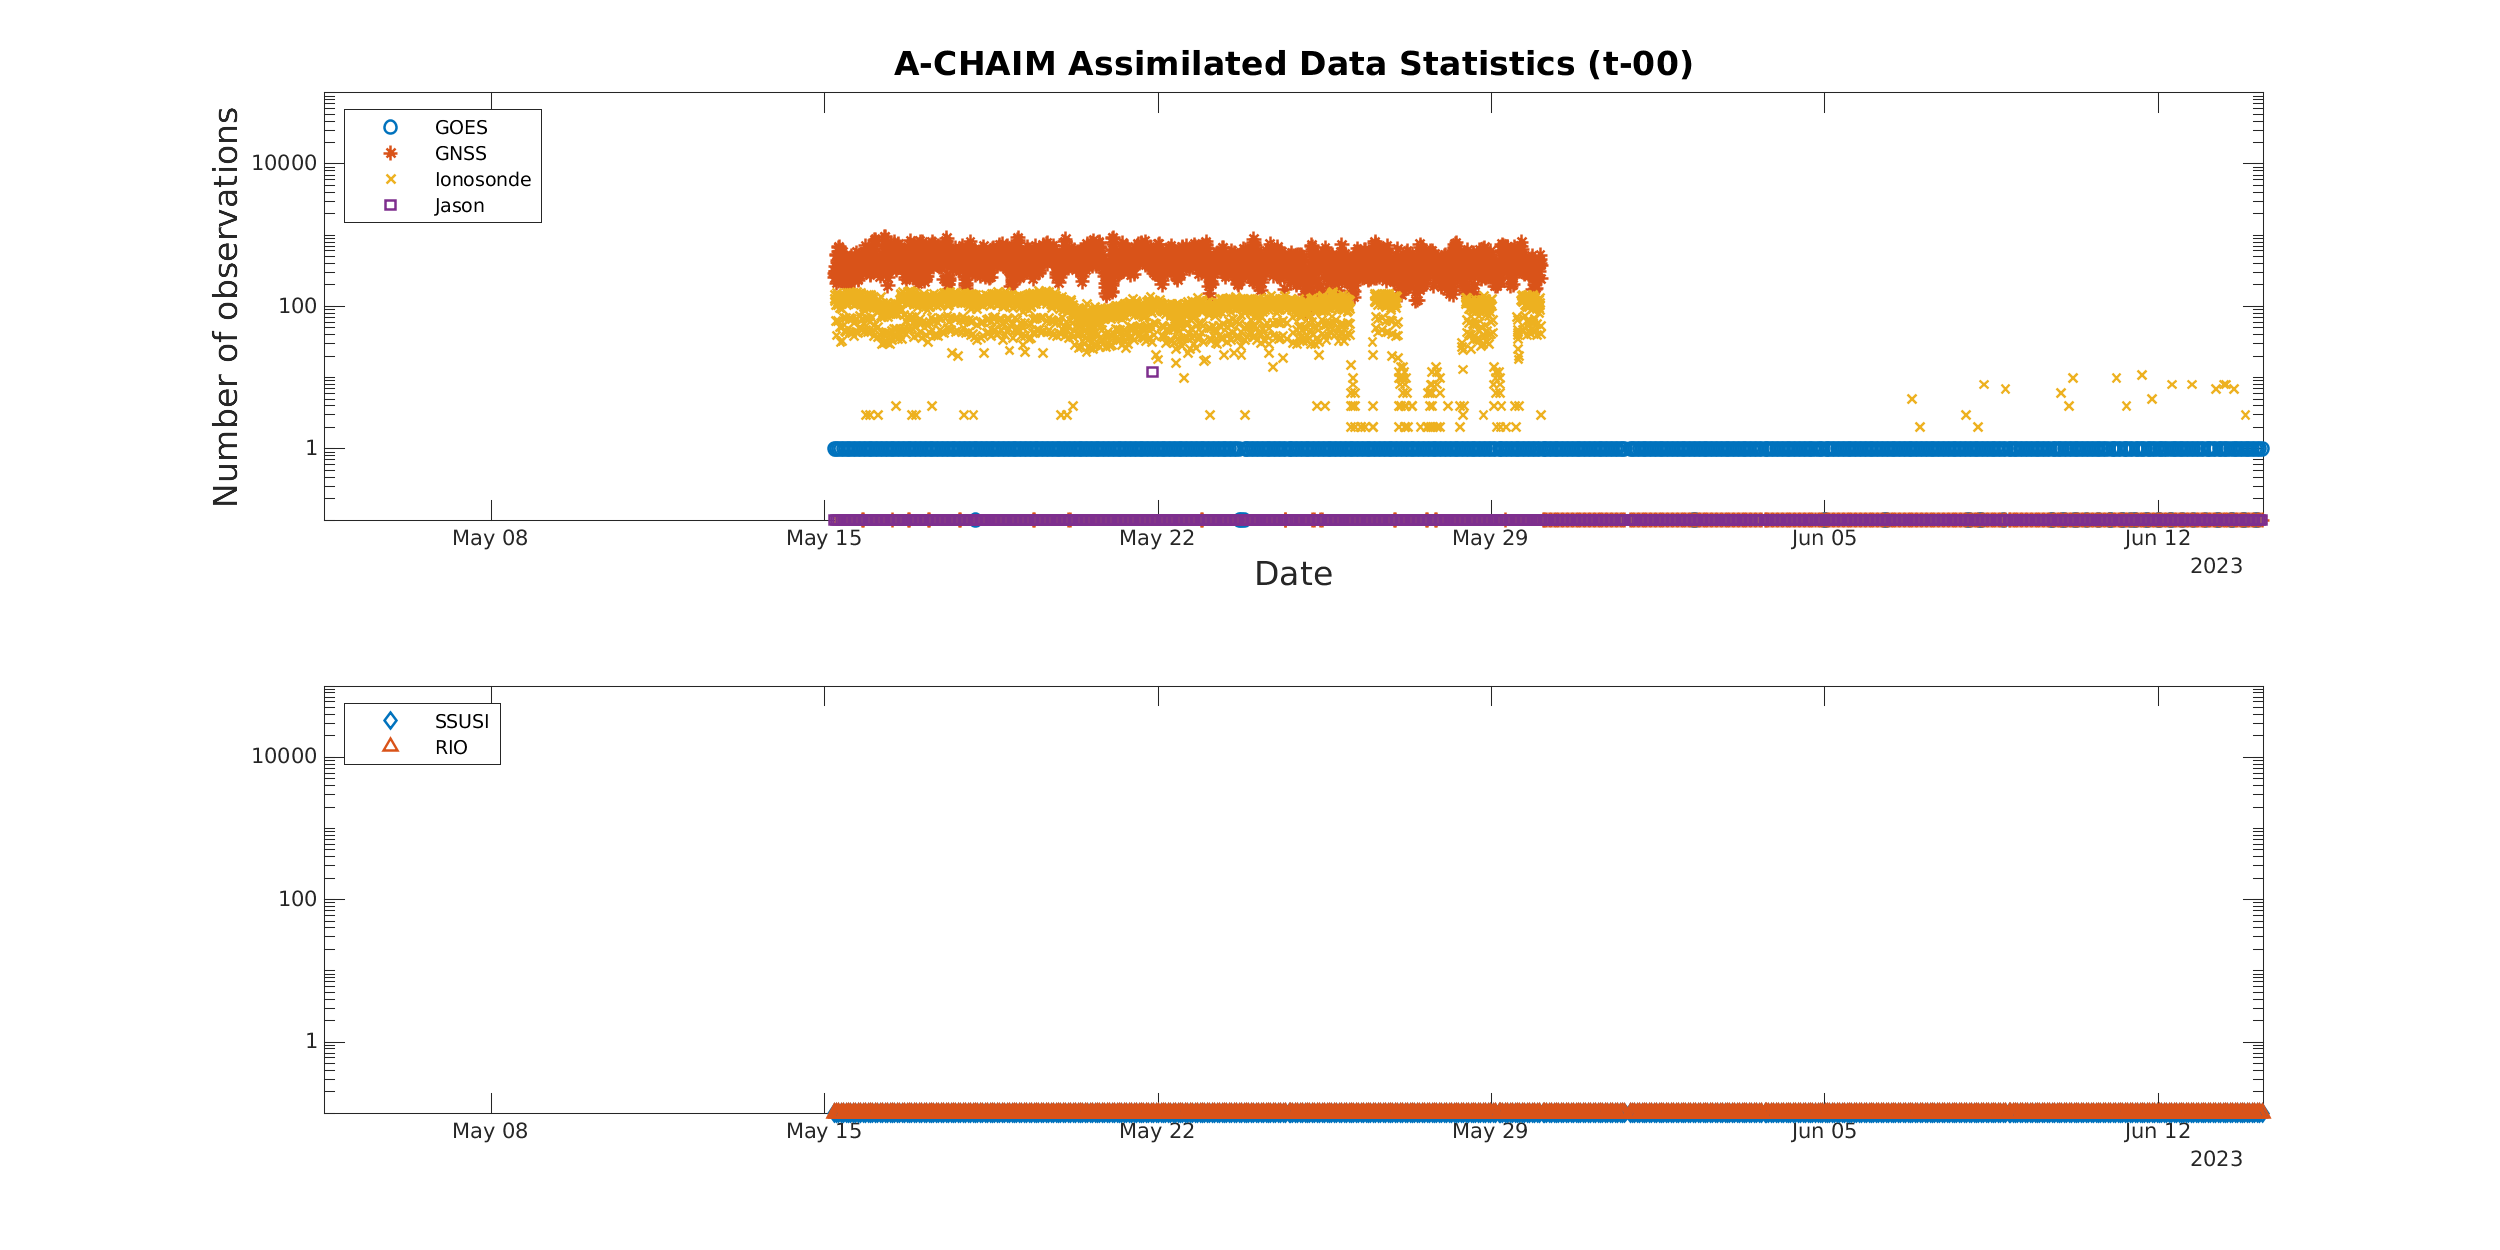 A-CHAIM Assimilated Data Statistics (t-00)
Number of observations
10000
100
1
GOES
GNSS
Ionosonde
Jason
May 08
May 15
May 22
May 29
Jun 05
Jun 12
2023
Date
10000
100
1
SSUSI
RIO
May 08
May 15
May 22
May 29
Jun 05
Jun 12
2023